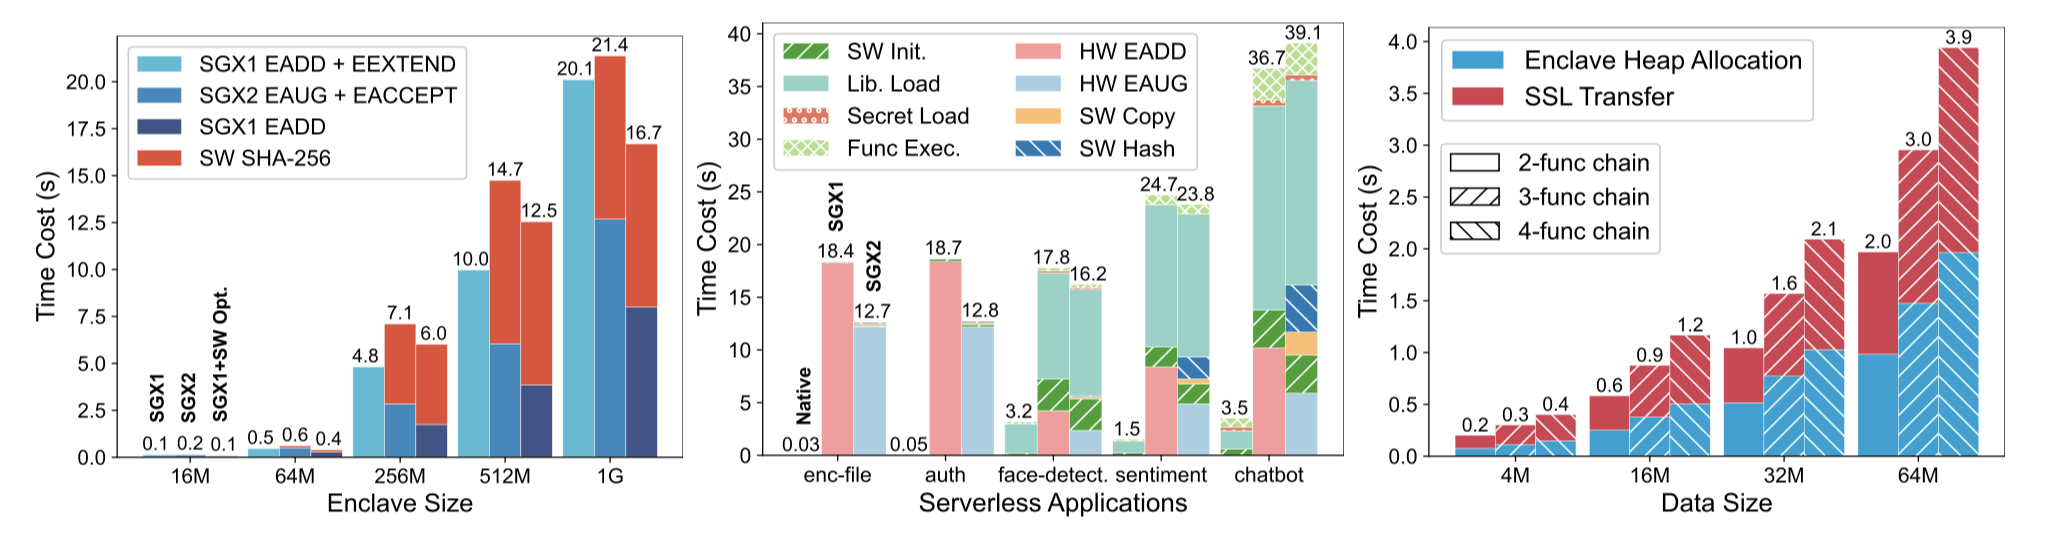 SGX1 EADD + EEXTEND
SGX2 EAUG + EACCEPT
SGX1 EADD
SW SHA-256
Time Cost (s)
20.0
17.5
15.0
12.5
10.0
7.5
5.0
2.5
0.0
SGX1
SGX2
SGX1+SW Opt.
0.1 0.2 0.1
0.5 0.6 0.4
4.8 7.1 6.0
10.0 14.7 12.5
20.1 21.4 16.7
16M 64M 256M 512M 1G
Enclave Size
SW Init.
Lib. Load
Secret Load
Func Exec.
HW EADD
HW EAUG
SW Copy
SW Hash
Time Cost (s)
40
35
30
25
20
15
10
5
0
Native
SGX1
SGX2
0.03 18.4 12.7
0.05 18.7 12.8
3.2 17.8 16.2
1.5 24.7 23.8
3.5 36.7 39.1
enc-file auth face-detect. sentiment chatbot
Serverless Applications
Enclave Heap Allocation
SSL Transfer
2-func chain
3-func chain
4-func chain
Time Cost (s)
4.0
3.5
3.0
2.5
2.0
1.5
1.0
0.5
0.0
0.2 0.3 0.4
0.6 0.9 1.2
1.0 1.6 2.1
2.0 3.0 3.9
4M 16M 32M 64M
Data Size